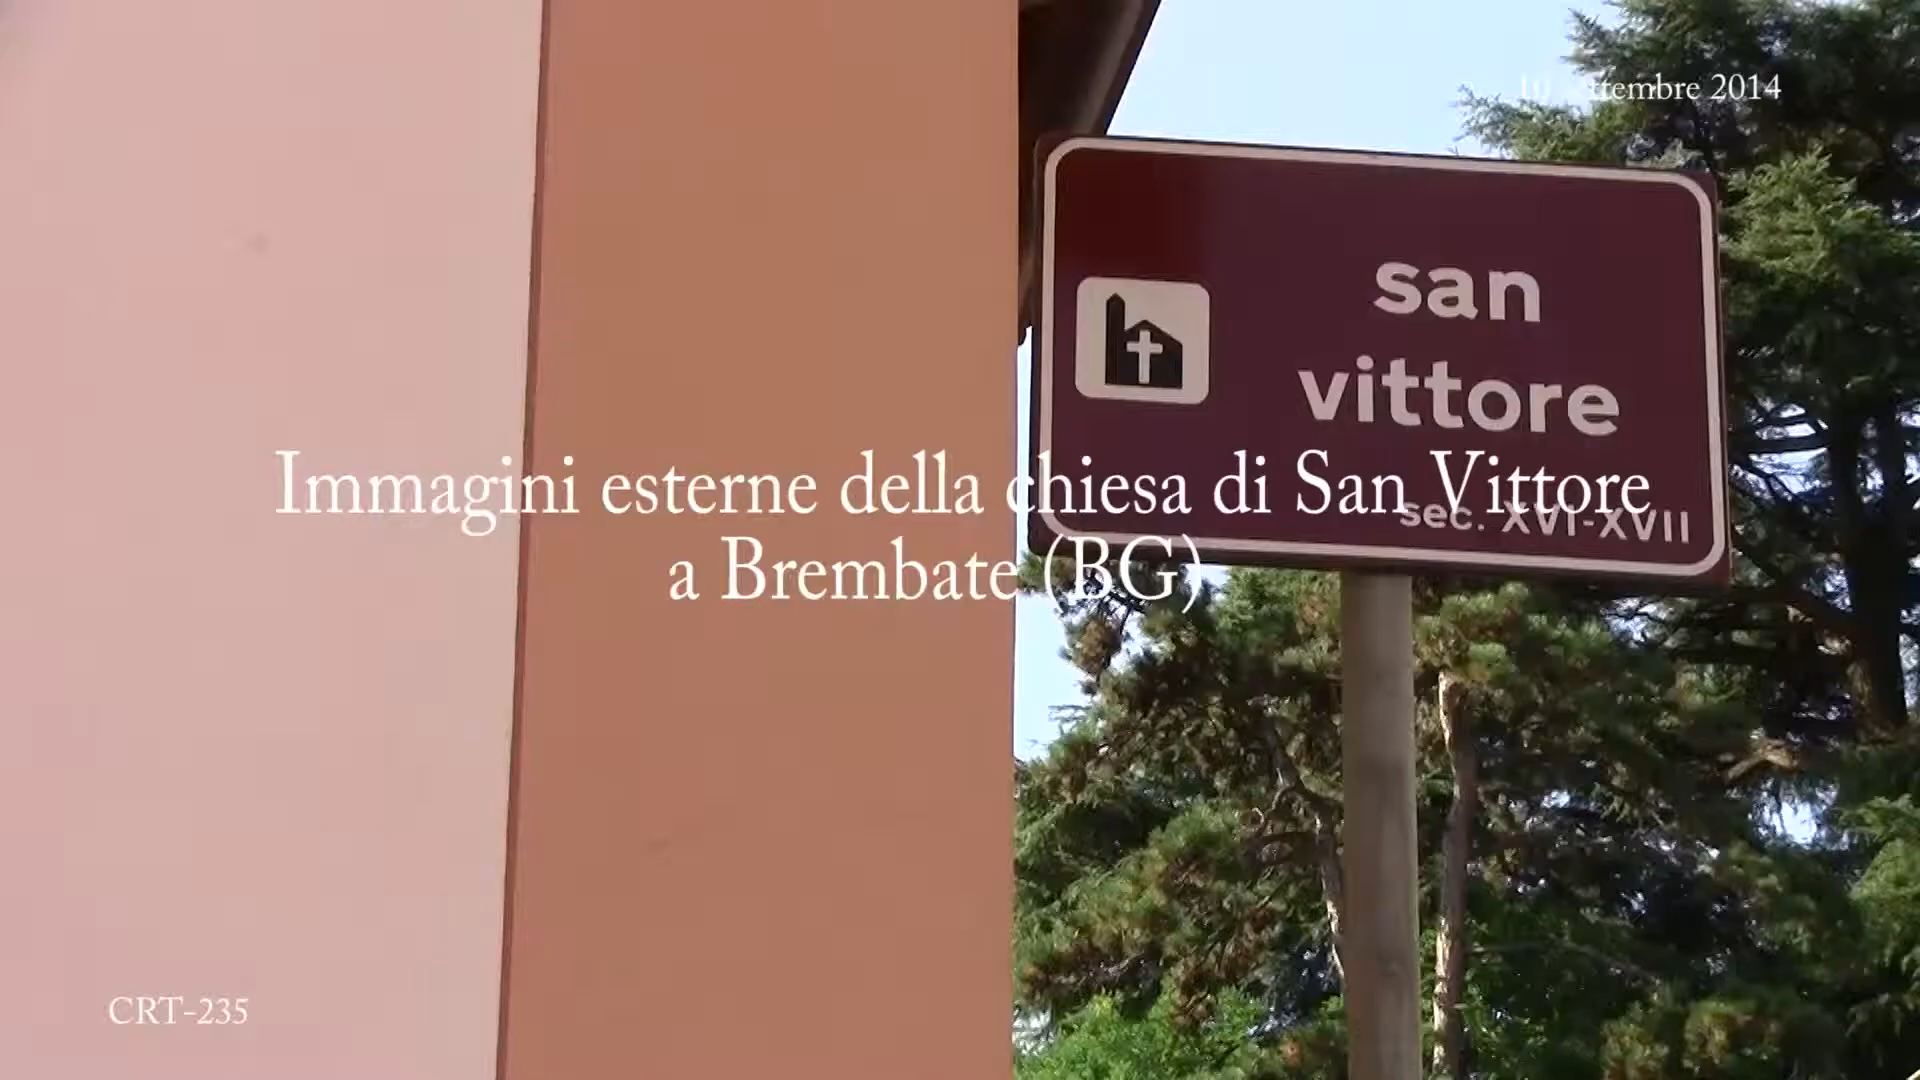 10 settembre 2014
san
vittore
sec. XVI-XVII
Immagini esterne della chiesa di San Vittore
a Brembate (BG)
CRT-235